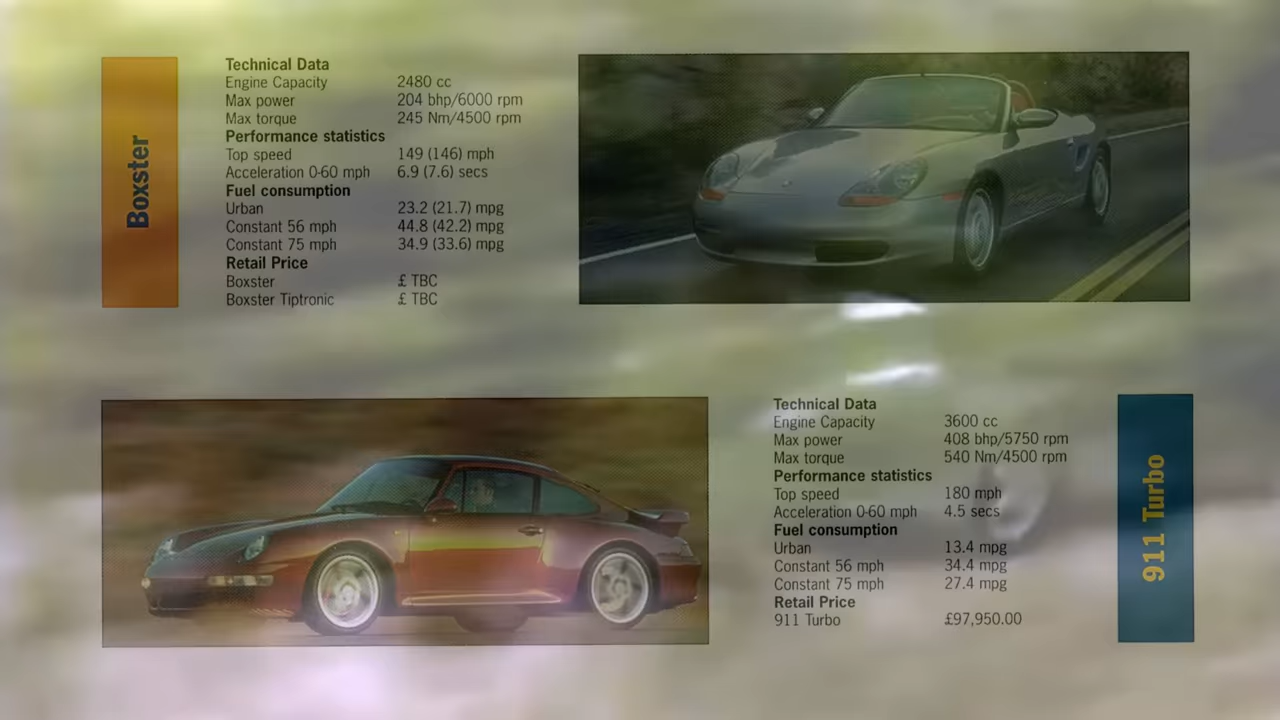 Boxster
Technical Data
Engine Capacity 2480 cc
Max power 204 bhp/6000 rpm
Max torque 245 Nm/4500 rpm
Performance statistics
Top speed 149 (146) mph
Acceleration 0-60 mph 6.9 (7.6) secs
Fuel consumption
Urban 23.2 (21.7) mpg
Constant 56 mph 44.8 (42.2) mpg
Constant 75 mph 34.9 (33.6) mpg
Retail Price
Boxster £ TBC
Boxster Tiptronic £ TBC
Technical Data
Engine Capacity 3600 cc
Max power 408 bhp/5750 rpm
Max torque 540 Nm/4500 rpm
Performance statistics
Top speed 180 mph
Acceleration 0-60 mph 4.5 secs
Fuel consumption
Urban 13.4 mpg
Constant 56 mph 34.4 mpg
Constant 75 mph 27.4 mpg
Retail Price
911 Turbo £97,950.00
911 Turbo